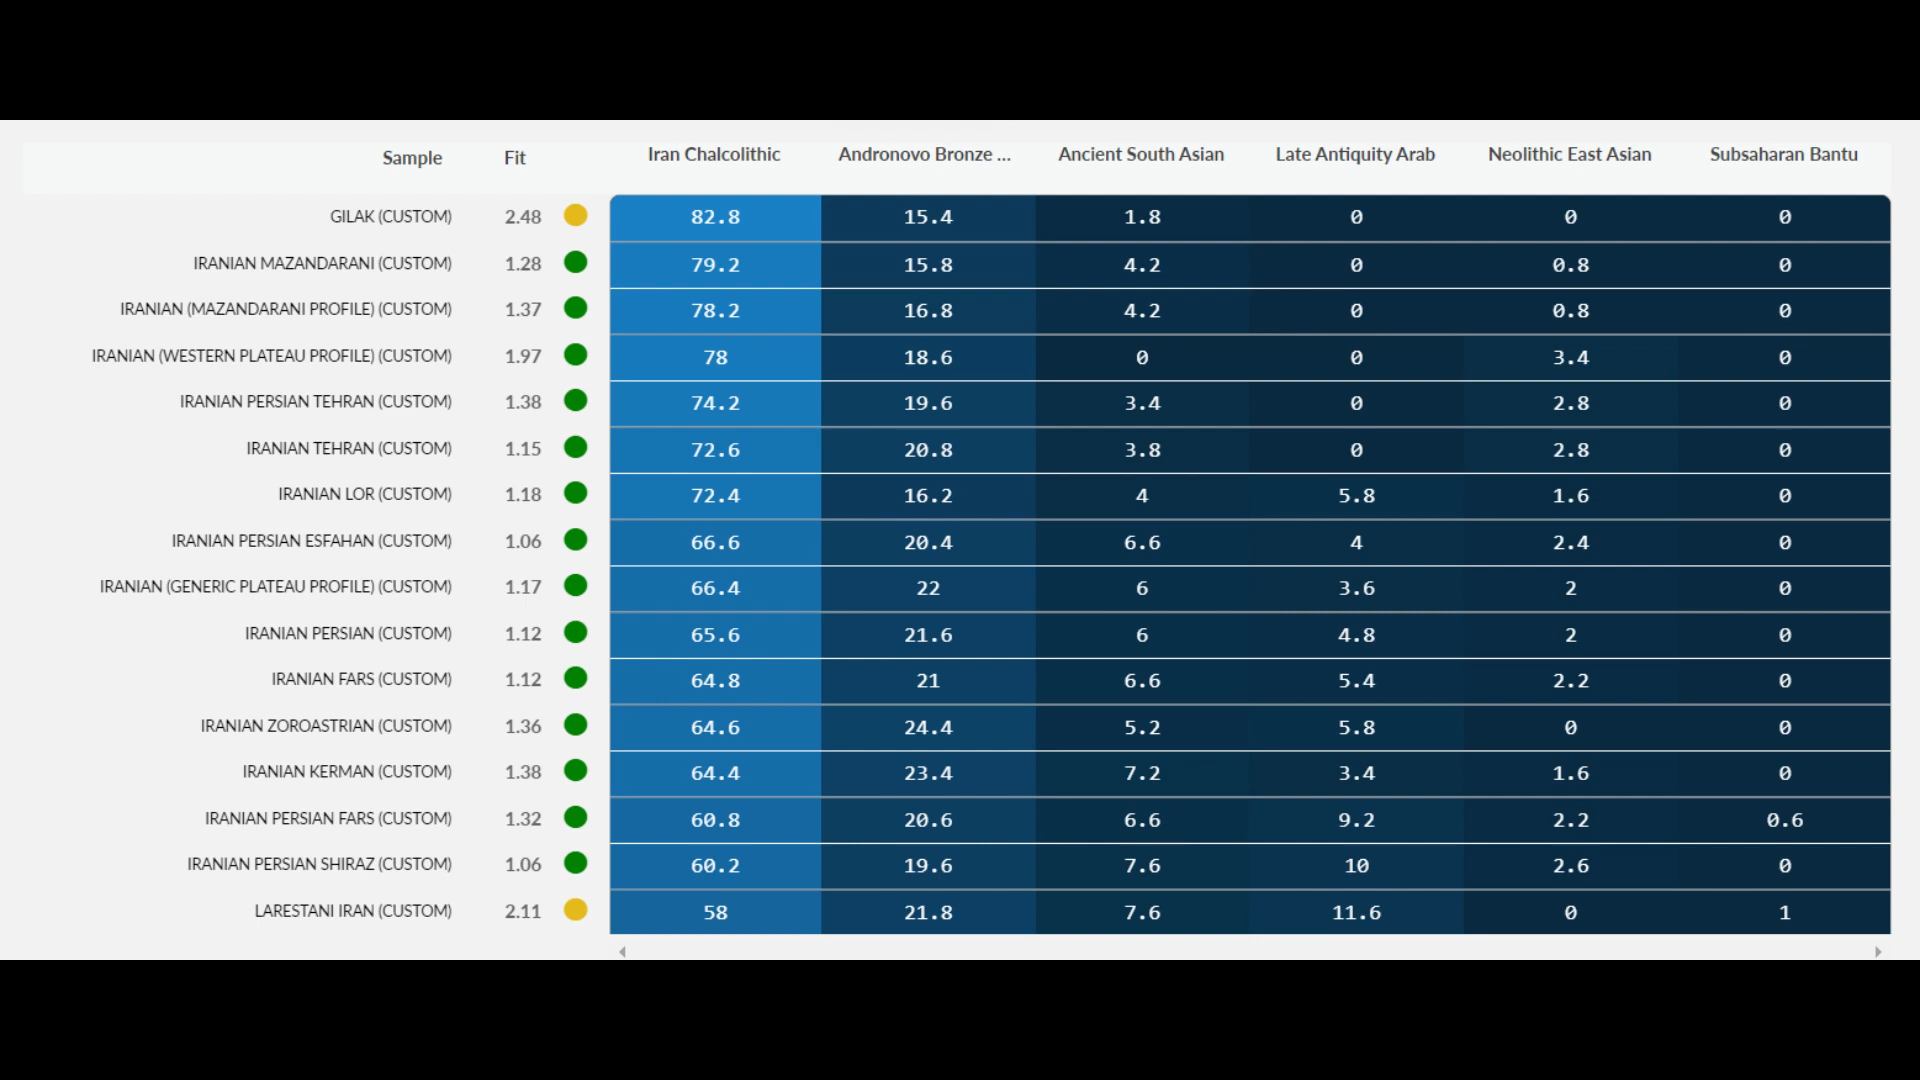 Sample Fit Iran Chalcolithic Andronovo Bronze ... Ancient South Asian Late Antiquity Arab Neolithic East Asian Subsaharan Bantu
GILAK (CUSTOM) 2.48 82.8 15.4 1.8 0 0 0
IRANIAN MAZANDARANI (CUSTOM) 1.28 79.2 15.8 4.2 0 0.8 0
IRANIAN (MAZANDARANI PROFILE) (CUSTOM) 1.37 78.2 16.8 4.2 0 0.8 0
IRANIAN (WESTERN PLATEAU PROFILE) (CUSTOM) 1.97 78 18.6 0 0 3.4 0
IRANIAN PERSIAN TEHRAN (CUSTOM) 1.38 74.2 19.6 3.4 0 2.8 0
IRANIAN TEHRAN (CUSTOM) 1.15 72.6 20.8 3.8 0 2.8 0
IRANIAN LOR (CUSTOM) 1.18 72.4 16.2 4 5.8 1.6 0
IRANIAN PERSIAN ESFAHAN (CUSTOM) 1.06 66.6 20.4 6.6 4 2.4 0
IRANIAN (GENERIC PLATEAU PROFILE) (CUSTOM) 1.17 66.4 22 6 3.6 2 0
IRANIAN PERSIAN (CUSTOM) 1.12 65.6 21.6 6 4.8 2 0
IRANIAN FARS (CUSTOM) 1.12 64.8 21 6.6 5.4 2.2 0
IRANIAN ZOROASTRIAN (CUSTOM) 1.36 64.6 24.4 5.2 5.8 0 0
IRANIAN KERMAN (CUSTOM) 1.38 64.4 23.4 7.2 3.4 1.6 0
IRANIAN PERSIAN FARS (CUSTOM) 1.32 60.8 20.6 6.6 9.2 2.2 0.6
IRANIAN PERSIAN SHIRAZ (CUSTOM) 1.06 60.2 19.6 7.6 10 2.6 0
LARESTANI IRAN (CUSTOM) 2.11 58 21.8 7.6 11.6 0 1